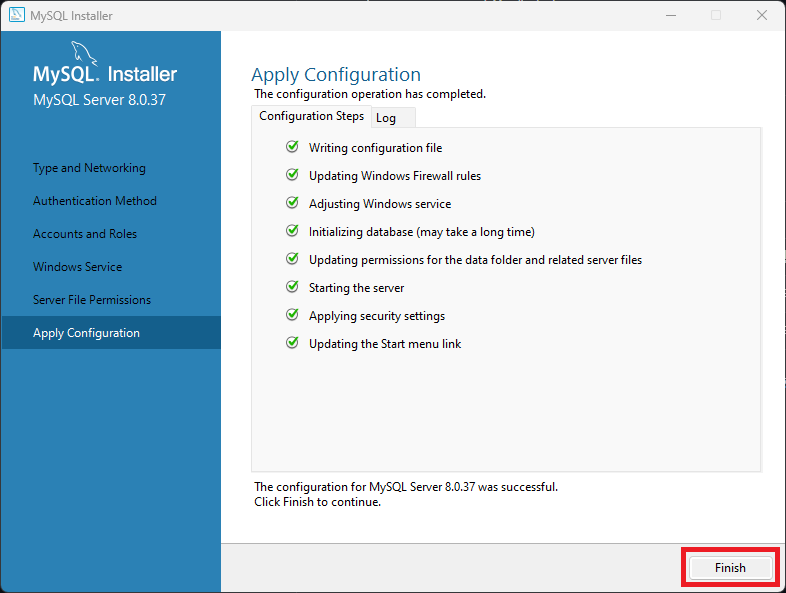 MySQL Installer
MySQL. Installer
MySQL Server 8.0.37
Type and Networking
Authentication Method
Accounts and Roles
Windows Service
Server File Permissions
Apply Configuration
Apply Configuration
The configuration operation has completed.
Configuration Steps Log
Writing configuration file
Updating Windows Firewall rules
Adjusting Windows service
Initializing database (may take a long time)
Updating permissions for the data folder and related server files
Starting the server
Applying security settings
Updating the Start menu link
The configuration for MySQL Server 8.0.37 was successful.
Click Finish to continue.
Finish